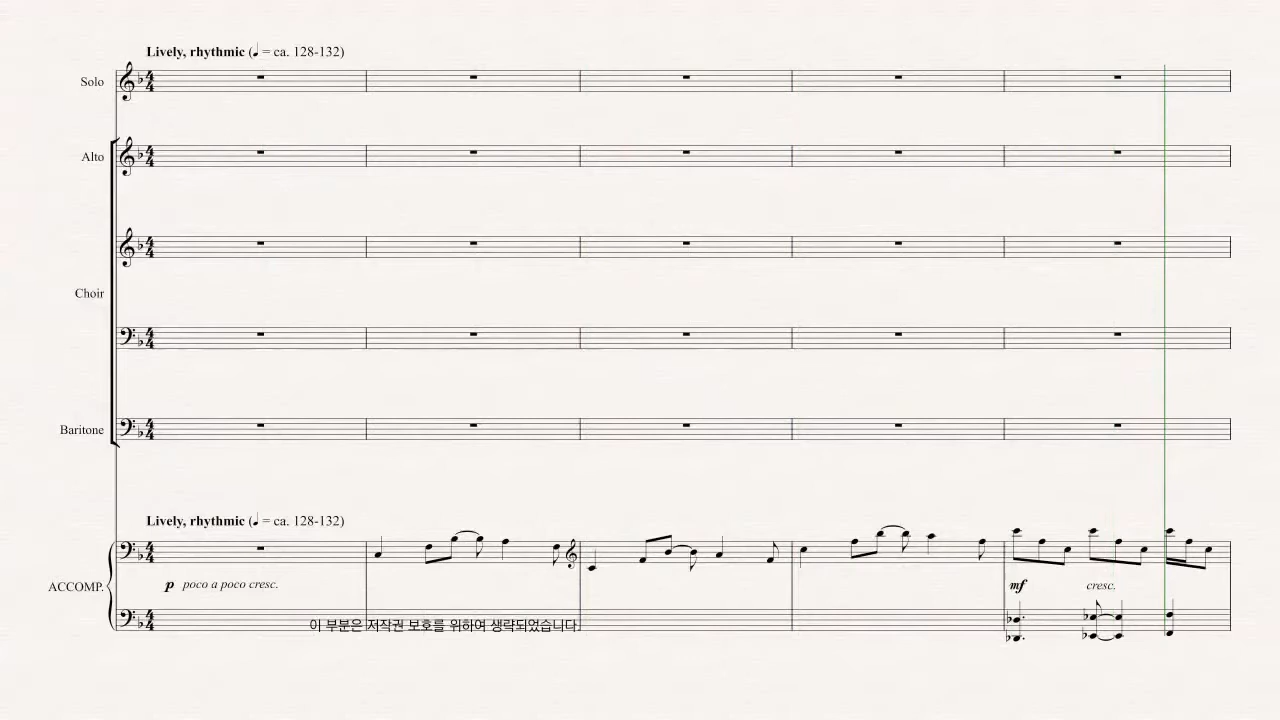 Lively, rhythmic (♩ = ca. 128-132)
Solo
Alto
Choir
Baritone
Lively, rhythmic (♩ = ca. 128-132)
ACCOMP.
p poco a poco cresc.
mf cresc.
이 부분은 저작권 보호를 위하여 생략되었습니다.